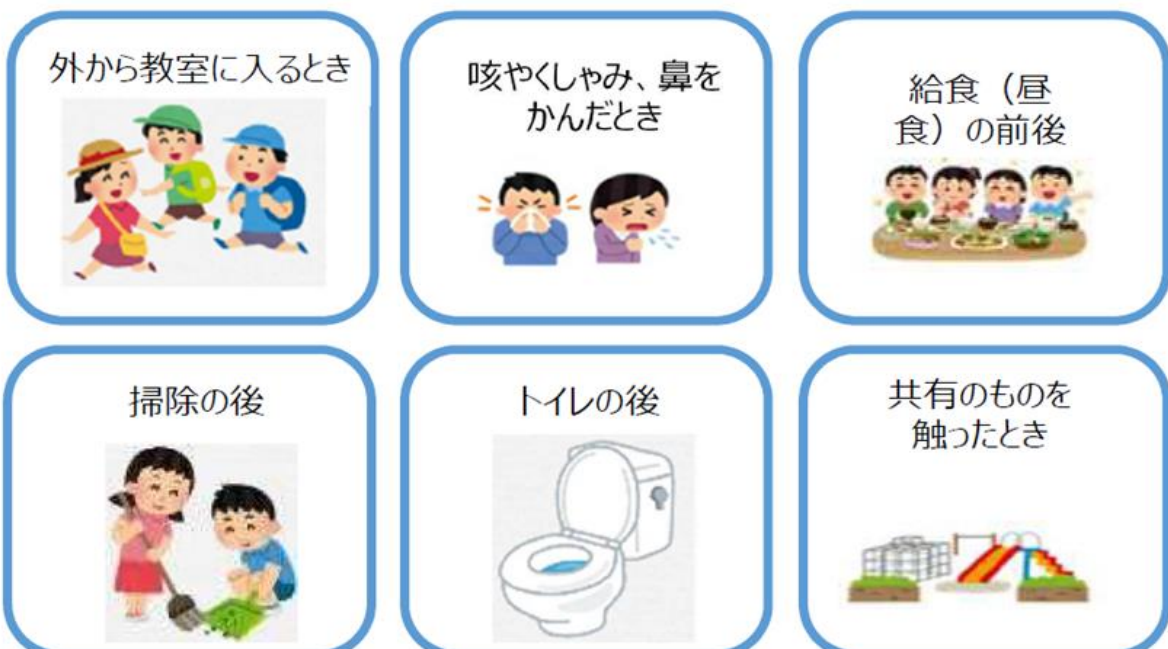 外から教室に入るとき
咳やくしゃみ、鼻を
かんだとき
給食（昼
食）の前後
掃除の後
トイレの後
共有のものを
触ったとき